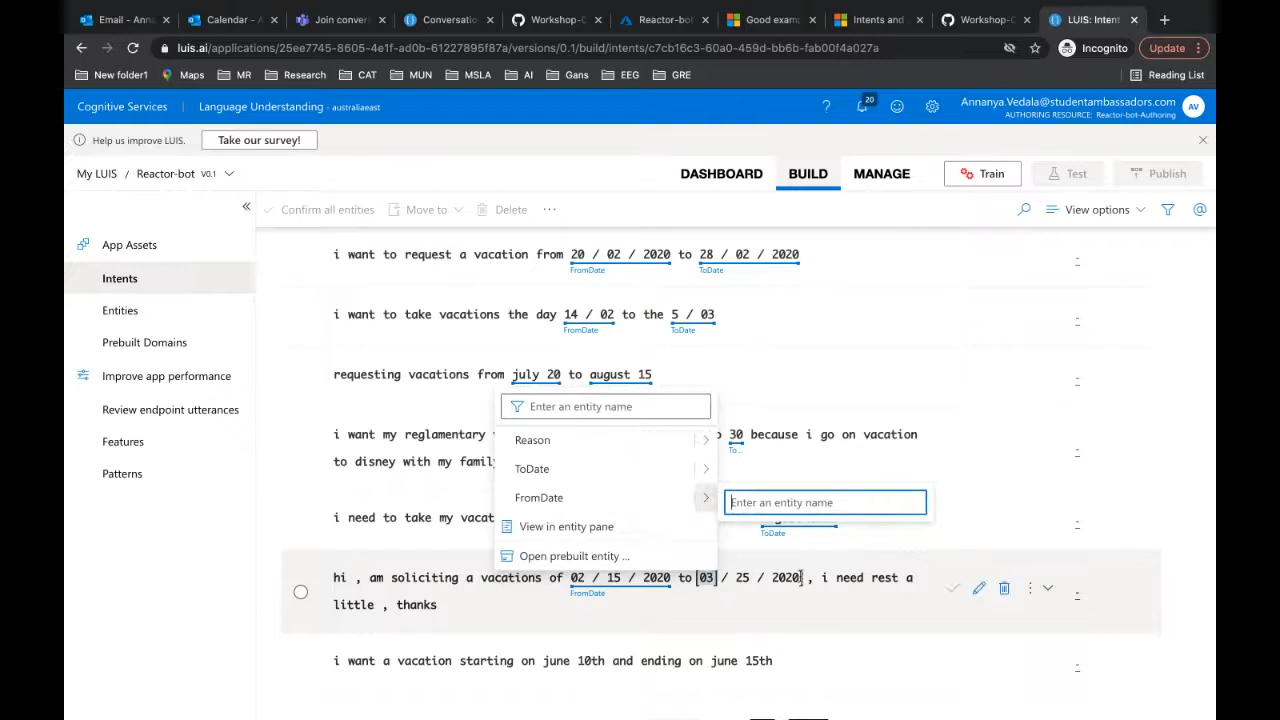 Email - Anna
Calendar - A
Join conver
Conversatio
Workshop-C
Reactor-bot
Good exam
Intents and
Workshop-C
LUIS: Intent
luis.ai/applications/25ee7745-8605-4e1f-ad0b-61227895f87a/versions/0.1/build/intents/c7cb16c3-60a0-459d-bb6b-fab00f4a027a
Incognito
Update
New folder1
Maps
MR
Research
CAT
MUN
MSLA
AI
Gans
EEG
GRE
Reading List
Cognitive Services
Language Understanding - australiaeast
?
20
Annanya.Vedala@studentambassadors.com
AUTHORING RESOURCE: Reactor-bot-Authoring
AV
Help us improve LUIS.
Take our survey!
My LUIS / Reactor-bot V0.1
DASHBOARD
BUILD
MANAGE
Train
Test
Publish
Confirm all entities
Move to
Delete
View options
App Assets
Intents
Entities
Prebuilt Domains
Improve app performance
Review endpoint utterances
Features
Patterns
i want to request a vacation from 20 / 02 / 2020 to 28 / 02 / 2020
FromDate ToDate
i want to take vacations the day 14 / 02 to the 5 / 03
FromDate ToDate
requesting vacations from july 20 to august 15
Enter an entity name
Reason
ToDate
FromDate
View in entity pane
Open prebuilt entity ...
Enter an entity name
i want my reglamentary 30 because i go on vacation
To...
to disney with my family
i need to take my vacat
ToDate
hi , am soliciting a vacations of 02 / 15 / 2020 to [03] / 25 / 2020 , i need rest a
FromDate
little , thanks
i want a vacation starting on june 10th and ending on june 15th